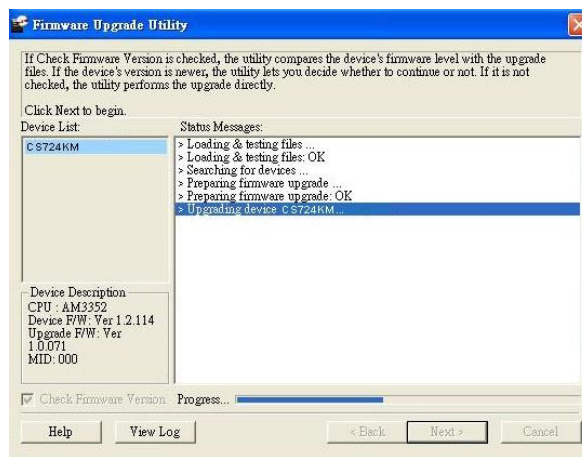 Firmware Upgrade Utility
If Check Firmware Version is checked, the utility compares the device's firmware level with the upgrade
files. If the device's version is newer, the utility lets you decide whether to continue or not. If it is not
checked, the utility performs the upgrade directly.
Click Next to begin.
Device List:
CS724KM
Status Messages:
> Loading & testing files ...
> Loading & testing files: OK
> Searching for devices ...
> Preparing firmware upgrade ...
> Preparing firmware upgrade: OK
> Upgrading device CS724KM...
Device Description
CPU : AM3352
Device F/W: Ver 1.2.114
Upgrade F/W: Ver
1.0.071
MID: 000
Check Firmware Version
Progress...
Help
View Log
< Back
Next >
Cancel